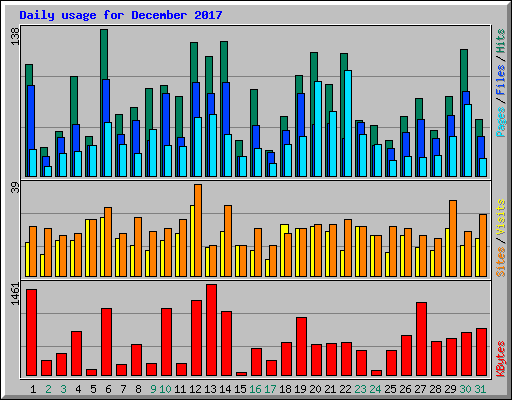 Daily usage for December 2017
138
Pages / Files / Hits
39
Sites / Visits
1461
KBytes
1 2 3 4 5 6 7 8 9 10 11 12 13 14 15 16 17 18 19 20 21 22 23 24 25 26 27 28 29 30 31